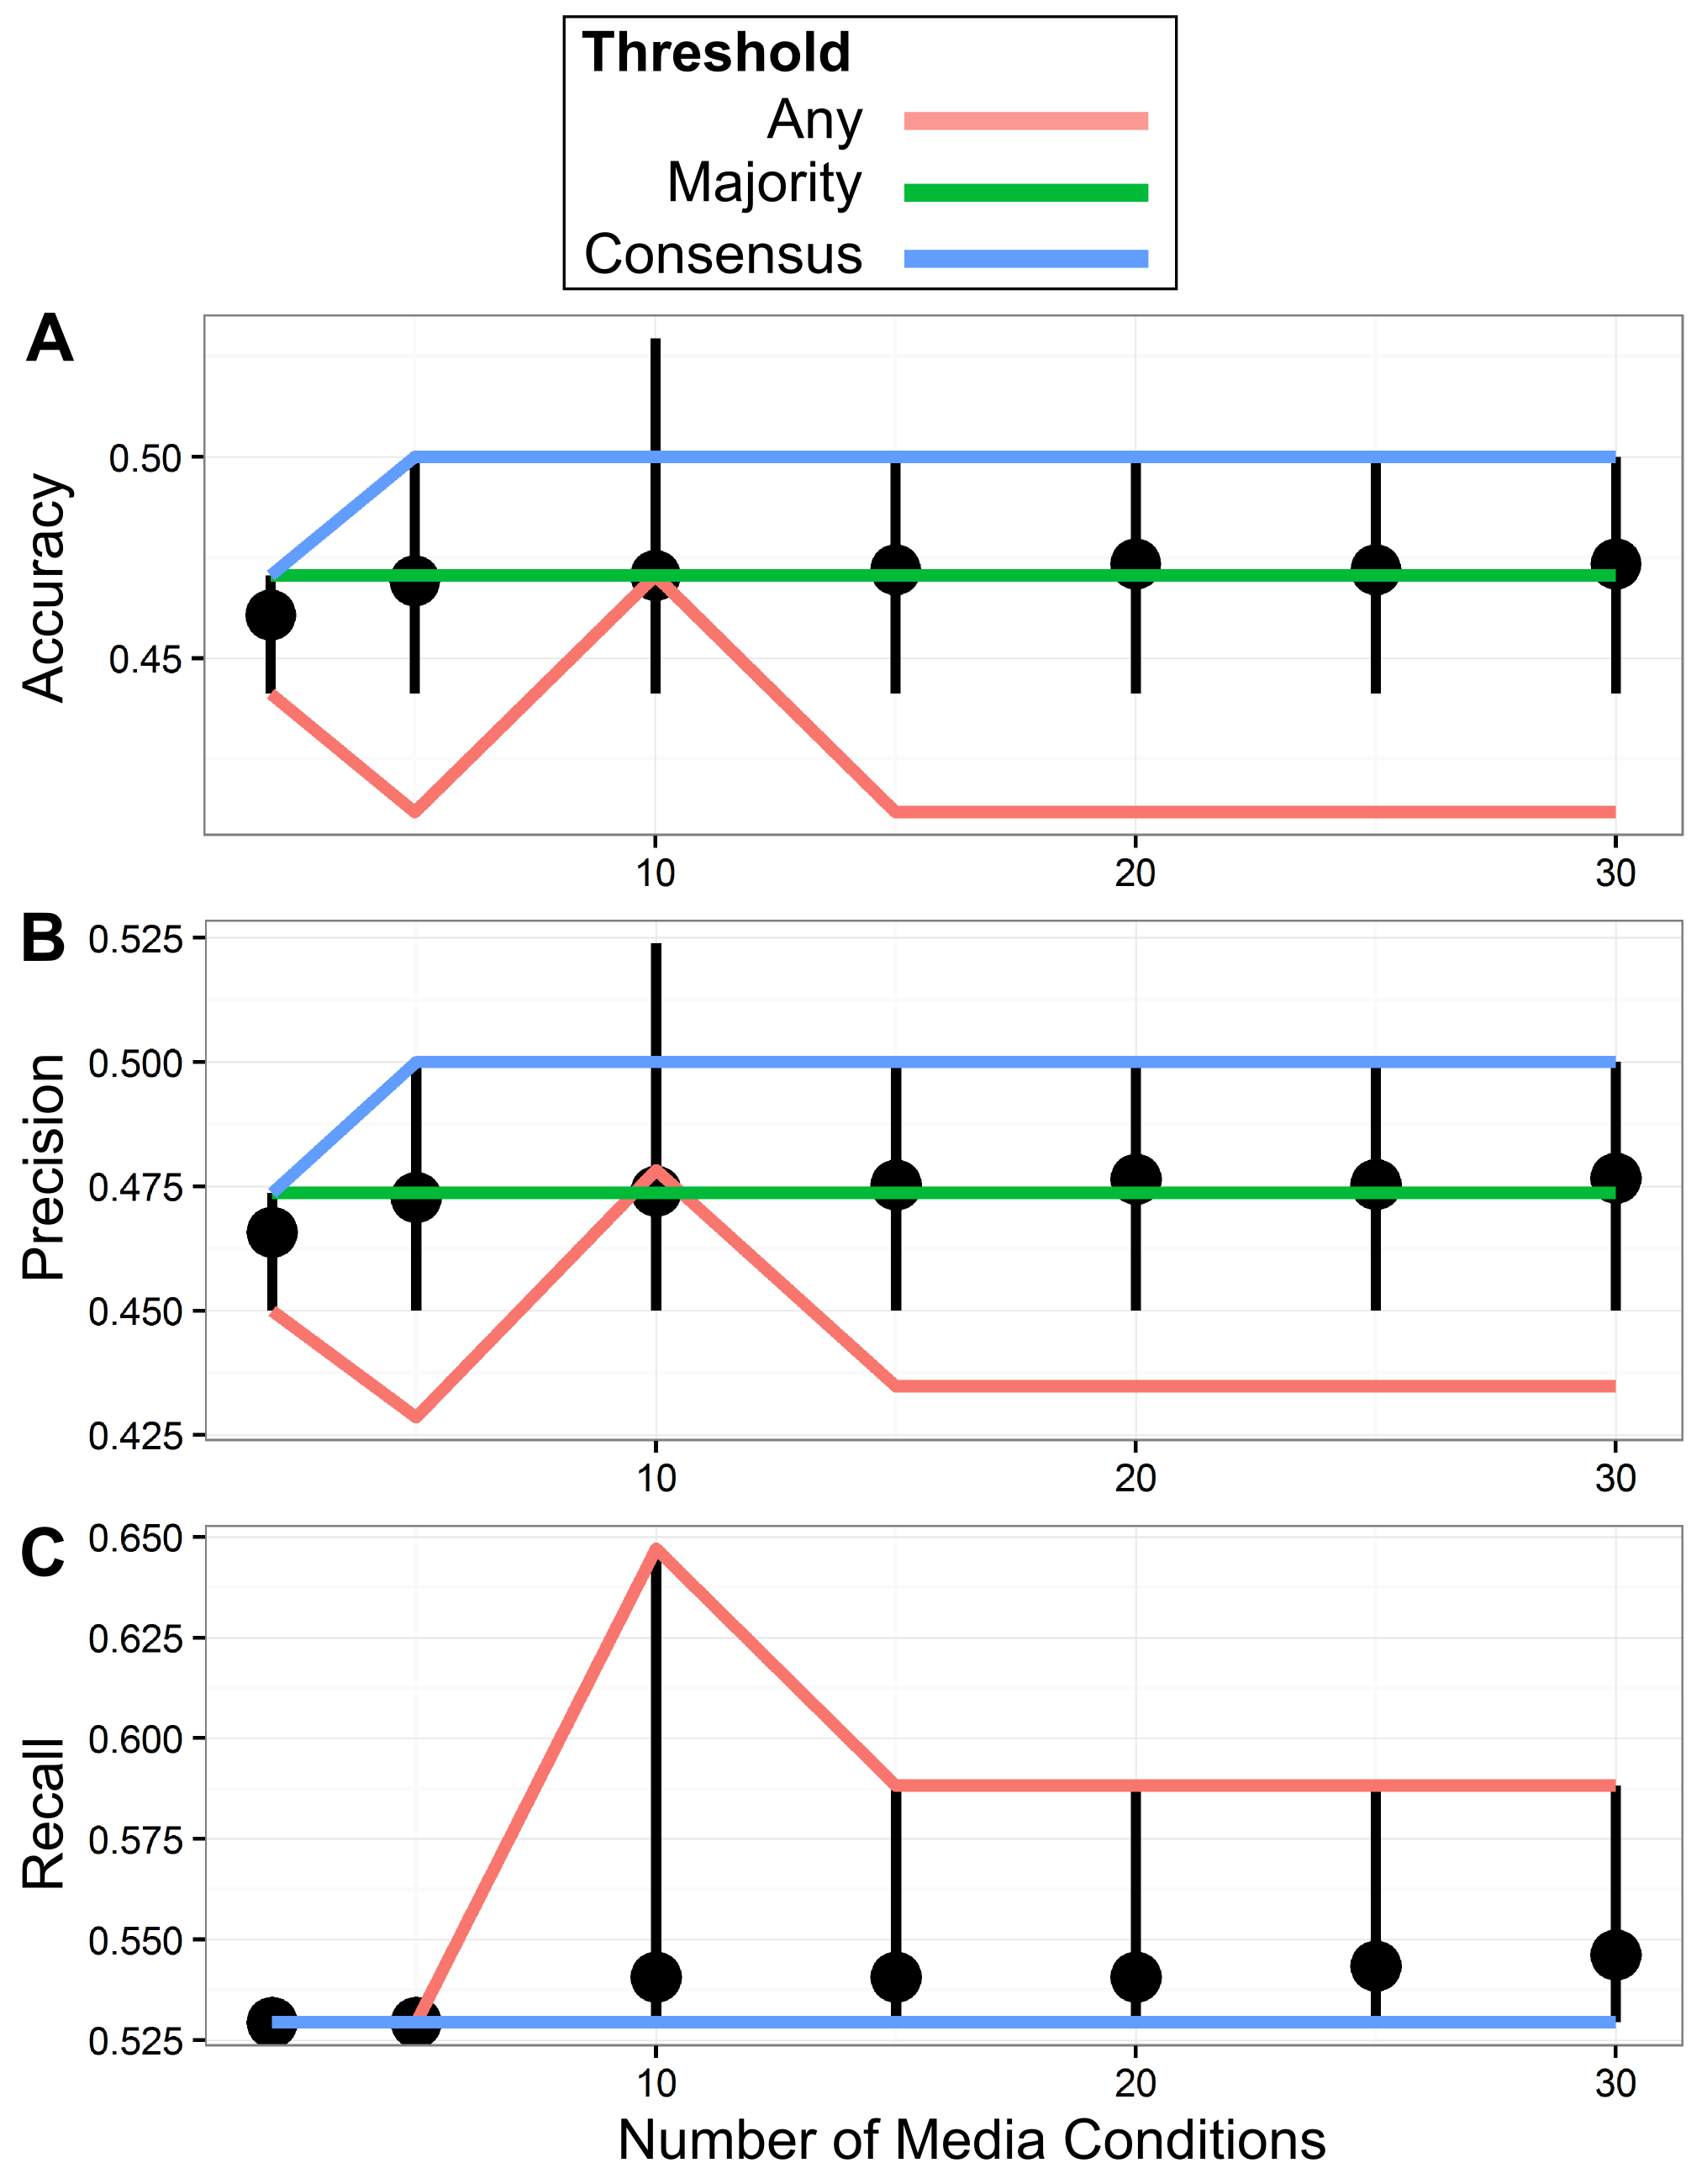 Threshold
Any
Majority
Consensus
A
Accuracy
0.50
0.45
10 20 30
B
Precision
0.525
0.500
0.475
0.450
0.425
10 20 30
C
Recall
0.650
0.625
0.600
0.575
0.550
0.525
10 20 30
Number of Media Conditions